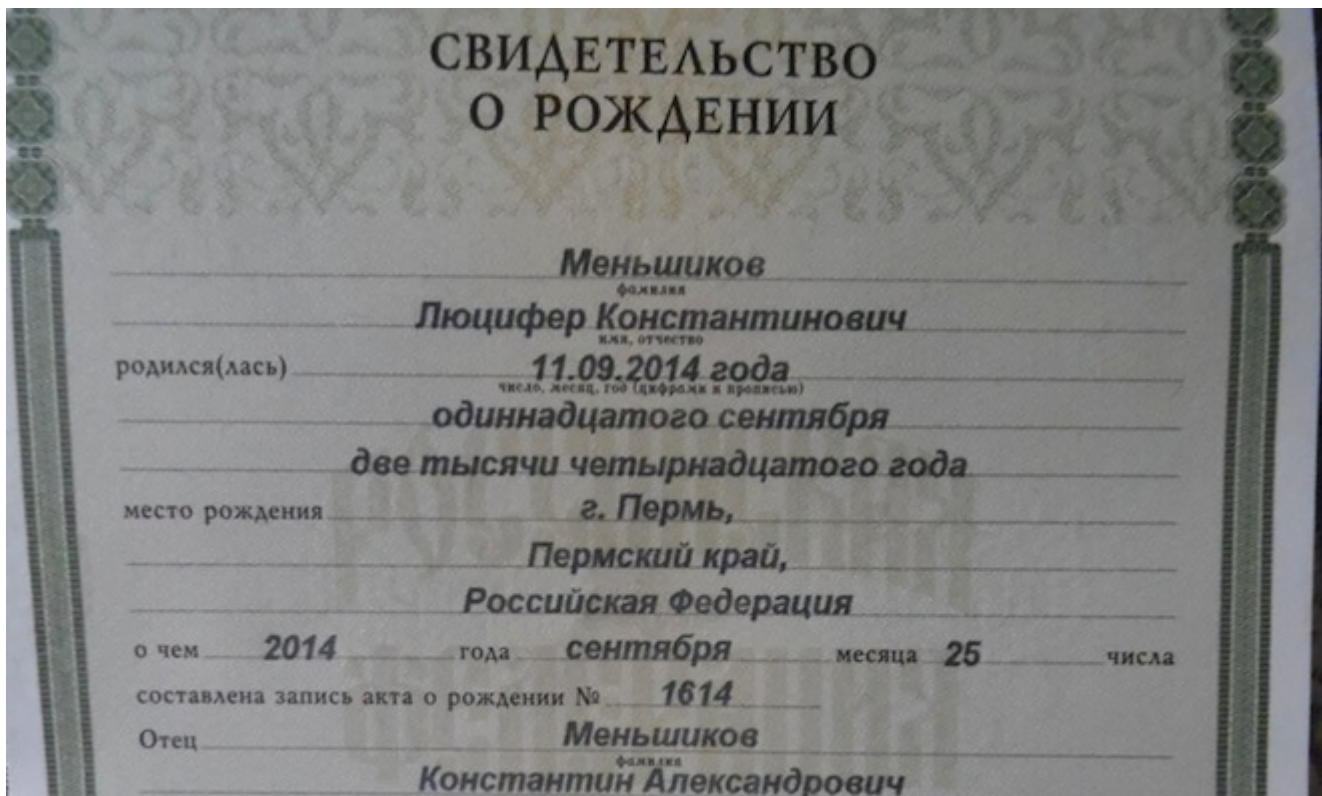 СВИДЕТЕЛЬСТВО
О РОЖДЕНИИ
Меньшиков
фамилия
Люцифер Константинович
имя, отчество
родился(лась) 11.09.2014 года
число, месяц, год (цифрами и прописью)
одиннадцатого сентября
две тысячи четырнадцатого года
место рождения г. Пермь,
Пермский край,
Российская Федерация
о чем 2014 года сентября месяца 25 числа
составлена запись акта о рождении № 1614
Отец Меньшиков
фамилия
Константин Александрович